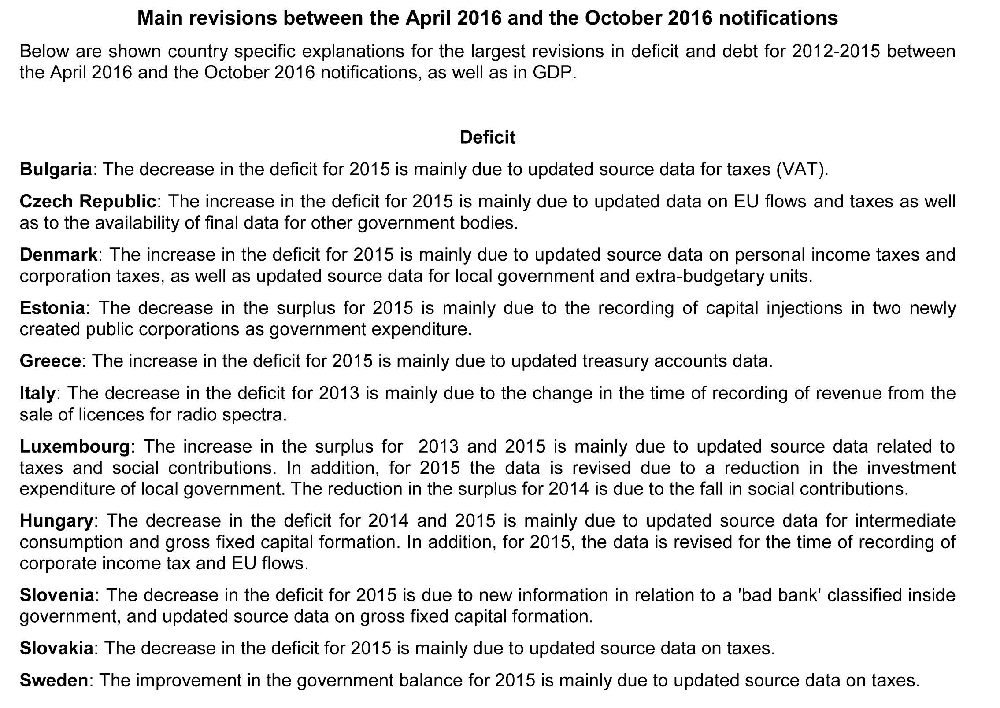 Main revisions between the April 2016 and the October 2016 notifications
Below are shown country specific explanations for the largest revisions in deficit and debt for 2012-2015 between
the April 2016 and the October 2016 notifications, as well as in GDP.
Deficit
Bulgaria: The decrease in the deficit for 2015 is mainly due to updated source data for taxes (VAT).
Czech Republic: The increase in the deficit for 2015 is mainly due to updated data on EU flows and taxes as well
as to the availability of final data for other government bodies.
Denmark: The increase in the deficit for 2015 is mainly due to updated source data on personal income taxes and
corporation taxes, as well as updated source data for local government and extra-budgetary units.
Estonia: The decrease in the surplus for 2015 is mainly due to the recording of capital injections in two newly
created public corporations as government expenditure.
Greece: The increase in the deficit for 2015 is mainly due to updated treasury accounts data.
Italy: The decrease in the deficit for 2013 is mainly due to the change in the time of recording of revenue from the
sale of licences for radio spectra.
Luxembourg: The increase in the surplus for  2013 and 2015 is mainly due to updated source data related to
taxes and social contributions. In addition, for 2015 the data is revised due to a reduction in the investment
expenditure of local government. The reduction in the surplus for 2014 is due to the fall in social contributions.
Hungary: The decrease in the deficit for 2014 and 2015 is mainly due to updated source data for intermediate
consumption and gross fixed capital formation. In addition, for 2015, the data is revised for the time of recording of
corporate income tax and EU flows.
Slovenia: The decrease in the deficit for 2015 is due to new information in relation to a 'bad bank' classified inside
government, and updated source data on gross fixed capital formation.
Slovakia: The decrease in the deficit for 2015 is mainly due to updated source data on taxes.
Sweden: The improvement in the government balance for 2015 is mainly due to updated source data on taxes.